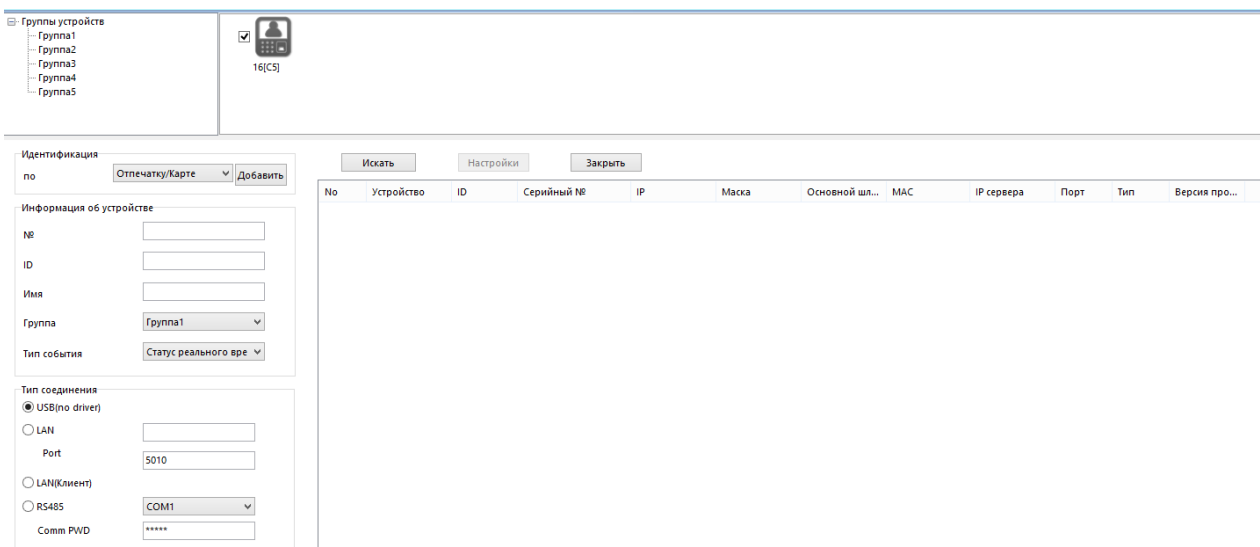 Группы устройств
Группа1
Группа2
Группа3
Группа4
Группа5
16[C5]
Идентификация
по Отпечатку/Карте Добавить
Искать Настройки Закрыть
No Устройство ID Серийный № IP Маска Основной шл... MAC IP сервера Порт Тип Версия про...
Информация об устройстве
№
ID
Имя
Группа Группа1
Тип события Статус реального вре
Тип соединения
USB(no driver)
LAN
Port 5010
LAN(Клиент)
RS485 COM1
Comm PWD *****